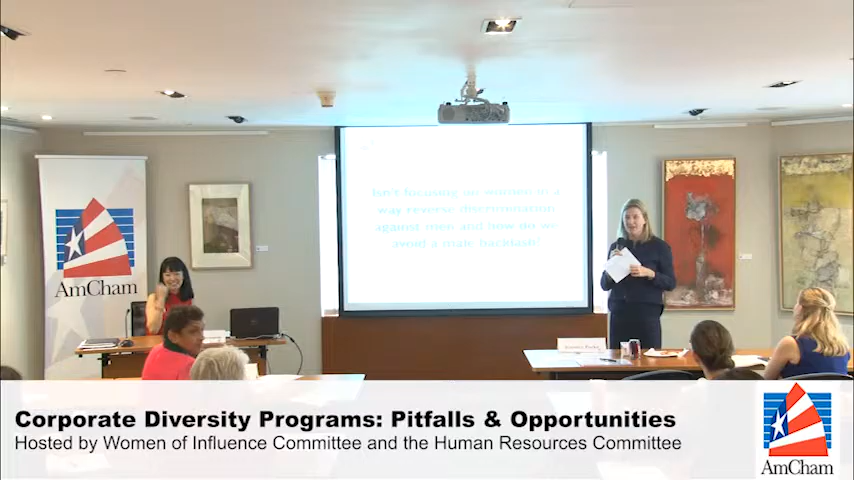 Isn't focusing on women in a
way reverse discrimination
against men and how do we
avoid a male backlash?
AmCham
Corporate Diversity Programs: Pitfalls & Opportunities
Hosted by Women of Influence Committee and the Human Resources Committee
AmCham